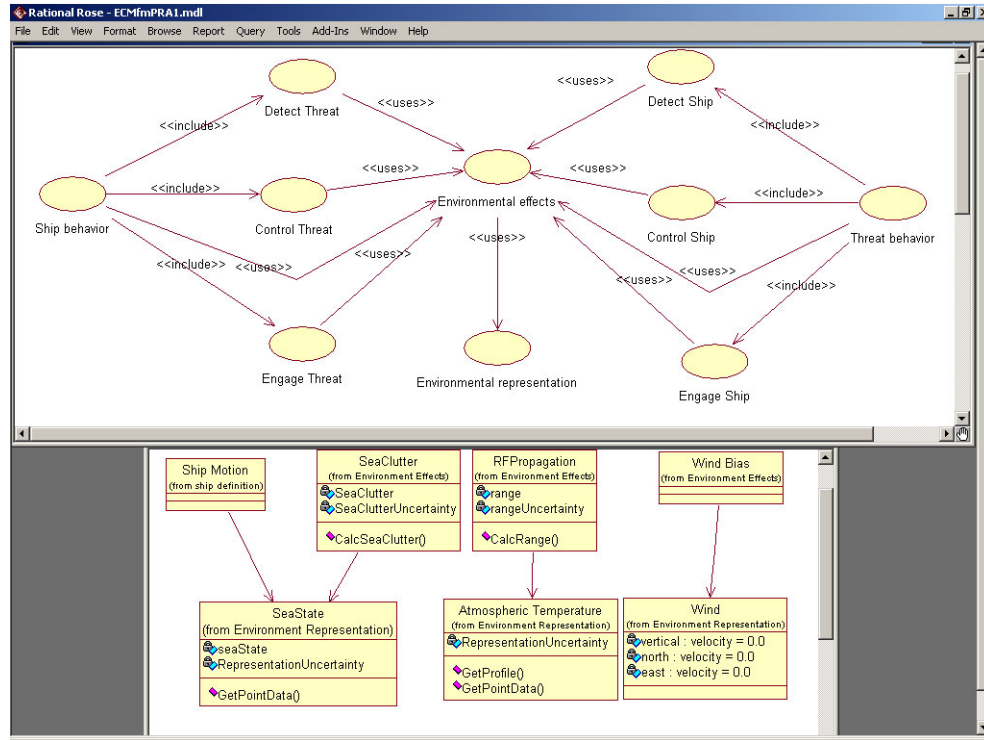 Rational Rose - ECMfmPRA1.mdl
File Edit View Format Browse Report Query Tools Add-Ins Window Help
<<uses>>
Detect Threat
Detect Ship
<<uses>>
<<include>>
<<include>>
<<uses>>
<<uses>>
<<include>>
<<include>>
Environmental effects
Ship behavior
Control Threat
Control Ship
Threat behavior
<<uses>>
<<uses>>
<<include>>
<<uses>>
<<uses>>
<<uses>>
<<include>>
Engage Threat
Environmental representation
Engage Ship
Ship Motion
(from ship definition)
SeaClutter
(from Environment Effects)
SeaClutter
SeaClutterUncertainty
CalcSeaClutter()
RFPropagation
(from Environment Effects)
range
rangeUncertainty
CalcRange()
Wind Bias
(from Environment Effects)
SeaState
(from Environment Representation)
seaState
RepresentationUncertainty
GetPointData()
Atmospheric Temperature
(from Environment Representation)
RepresentationUncertainty
GetProfile()
GetPointData()
Wind
(from Environment Representation)
vertical : velocity = 0.0
north : velocity = 0.0
east : velocity = 0.0